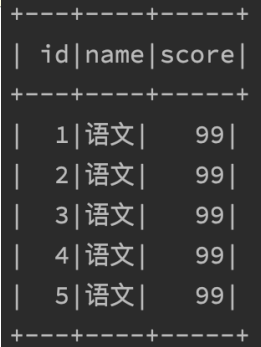 +---+----+-----+
| id|name|score|
+---+----+-----+
|  1|语文|   99|
|  2|语文|   99|
|  3|语文|   99|
|  4|语文|   99|
|  5|语文|   99|
+---+----+-----+